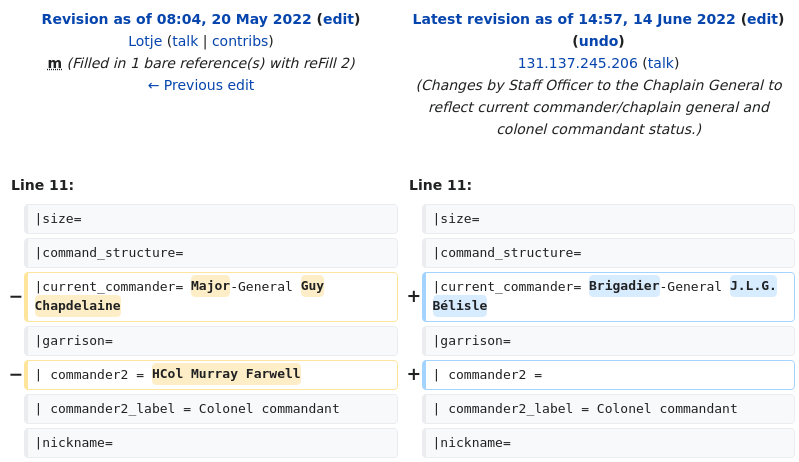 Revision as of 08:04, 20 May 2022 (edit)
Lotje (talk | contribs)
m (Filled in 1 bare reference(s) with reFill 2)
← Previous edit
Latest revision as of 14:57, 14 June 2022 (edit)
(undo)
131.137.245.206 (talk)
(Changes by Staff Officer to the Chaplain General to
reflect current commander/chaplain general and
colonel commandant status.)
Line 11:
Line 11:
|size=
|size=
|command_structure=
|command_structure=
− |current_commander= Major-General Guy
Chapdelaine
+ |current_commander= Brigadier-General J.L.G.
Bélisle
|garrison=
|garrison=
− | commander2 = HCol Murray Farwell
+ | commander2 =
| commander2_label = Colonel commandant
| commander2_label = Colonel commandant
|nickname=
|nickname=